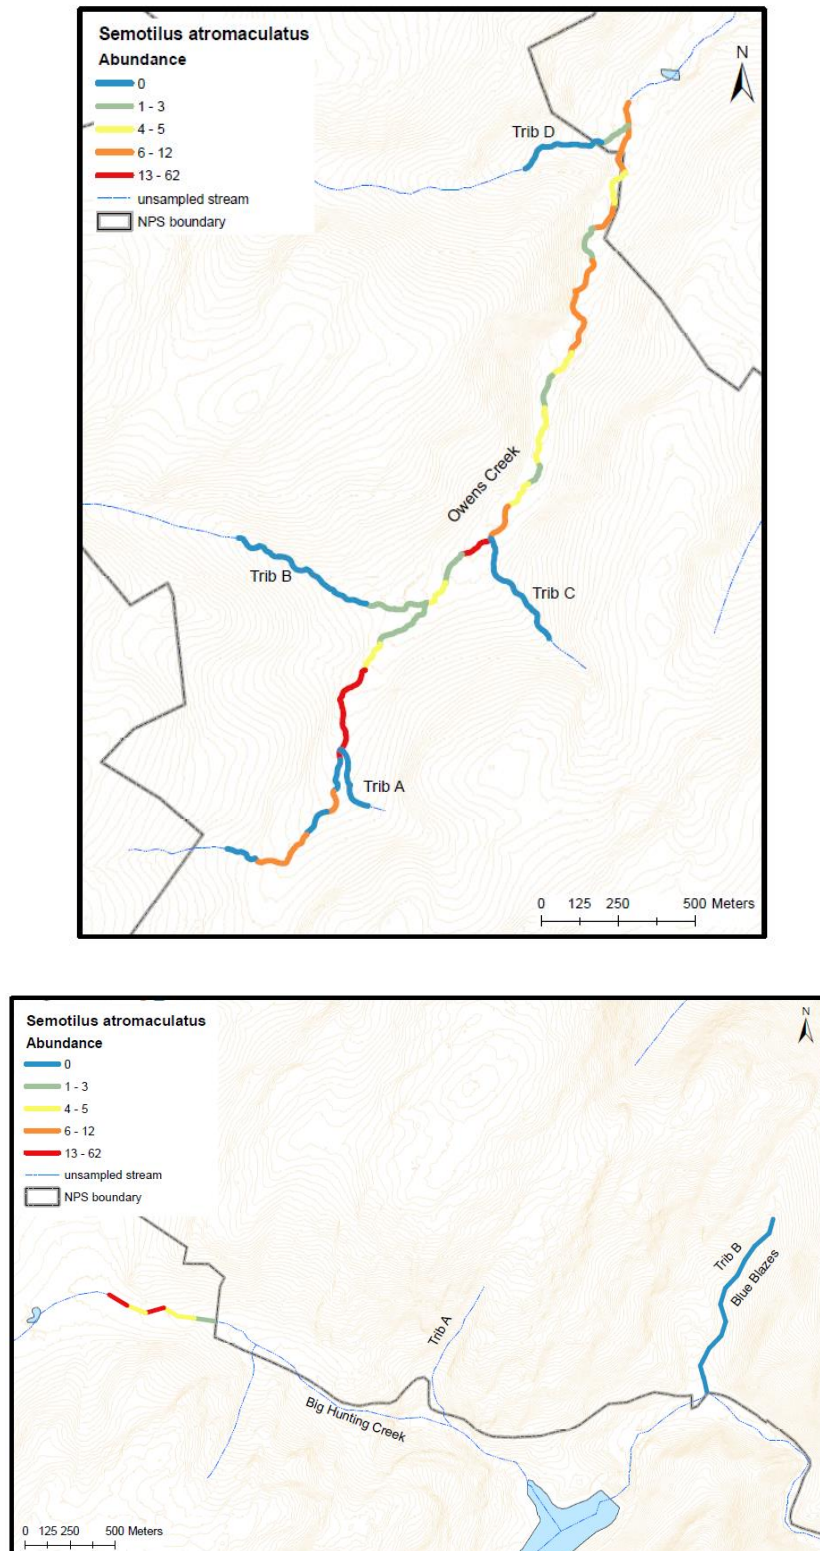 Semotilus atromaculatus
Abundance
0
1 - 3
4 - 5
6 - 12
13 - 62
unsampled stream
NPS boundary
N
Trib D
Owens Creek
Trib B
Trib C
Trib A
0 125 250 500 Meters
Semotilus atromaculatus
Abundance
0
1 - 3
4 - 5
6 - 12
13 - 62
unsampled stream
NPS boundary
N
Trib B
Blue Blazes
Trib A
Big Hunting Creek
0 125 250 500 Meters